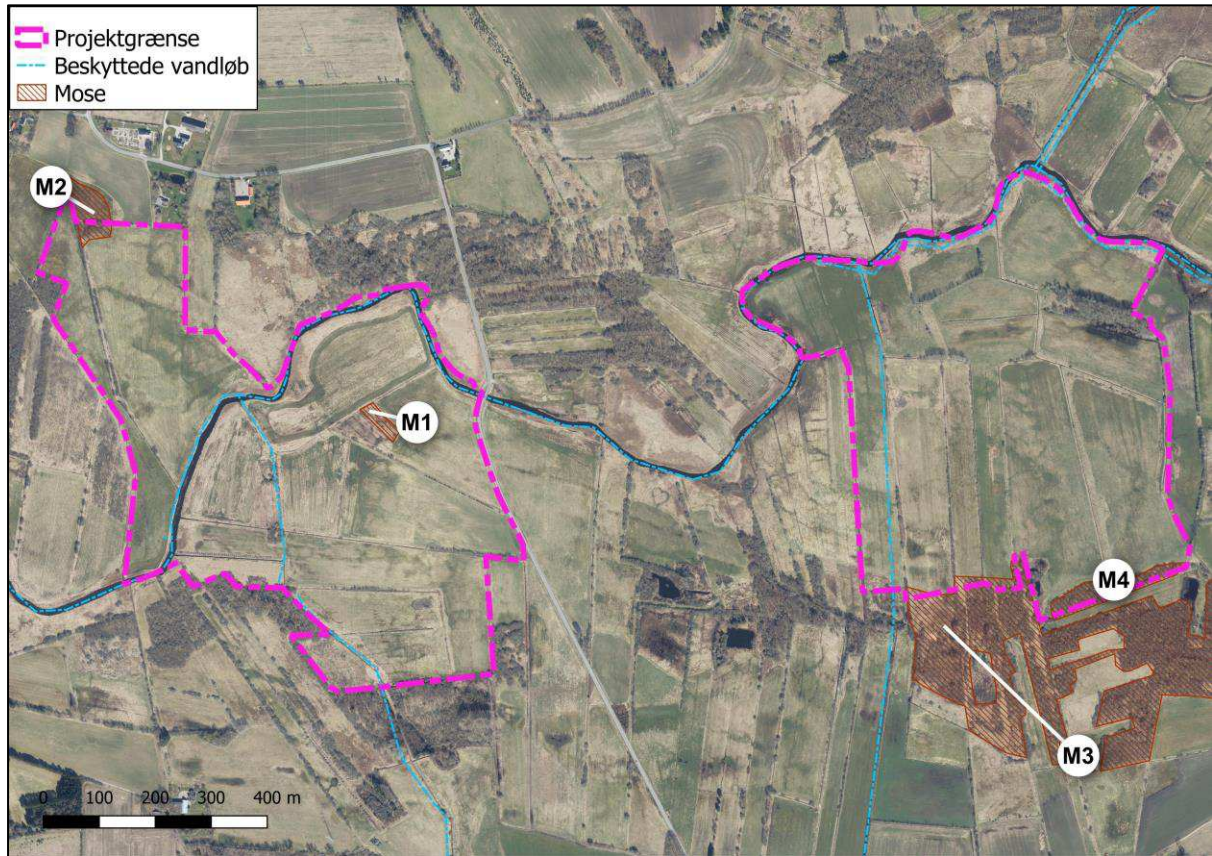 Projektgrænse
Beskyttede vandløb
Mose
M2
M1
M4
M3
0 100 200 300 400 m